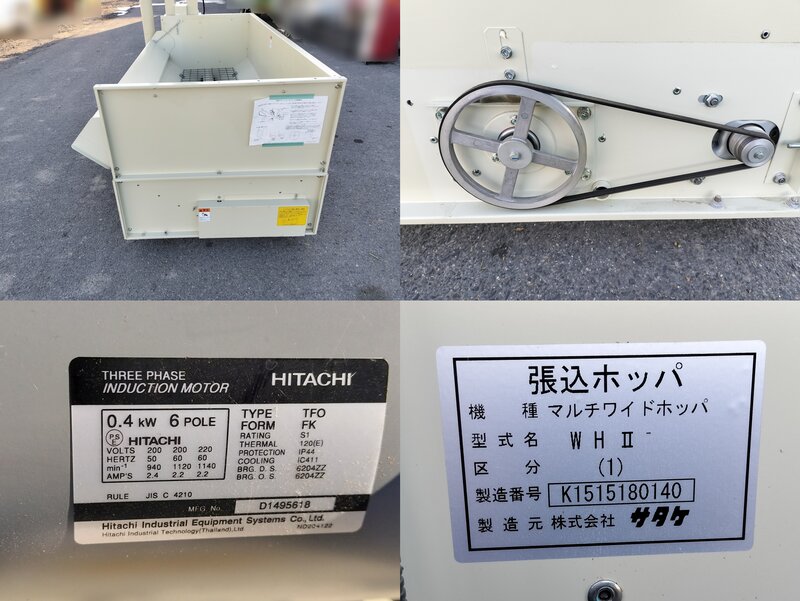 THREE PHASE
INDUCTION MOTOR
HITACHI
0.4 kW 6 POLE
PS E HITACHI
VOLTS 200 200 220
HERTZ 50 60 60
min-1 940 1120 1140
AMP'S 2.4 2.2 2.2
TYPE TFO
FORM FK
RATING S1
THERMAL 120(E)
PROTECTION IP44
COOLING IC411
BRG. D. S. 6204ZZ
BRG. O. S. 6204ZZ
RULE JIS C 4210
MFG. No. D1495618
Hitachi Industrial Equipment Systems Co., Ltd.
Hitachi Industrial Technology(Thailand),Ltd. ND204122
張込ホッパ
機 種 マルチワイドホッパ
型式名 WHⅡ-
区 分 (1)
製造番号 K1515180140
製造元 株式会社 サタケ